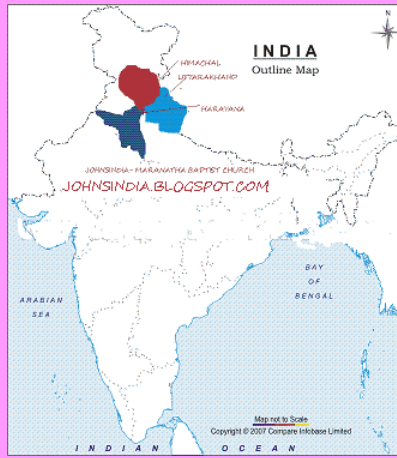 N
INDIA
Outline Map
HIMACHAL
UTTARAKHAND
HARAYANA
JOHNSINDIA- MARANATHA BAPTIST CHURCH
JOHNSINDIA.BLOGSPOT.COM
BAY
OF
BENGAL
ARABIAN
SEA
Map not to Scale
Copyright © 2007 Compare Infobase Limited
INDIAN OCEAN